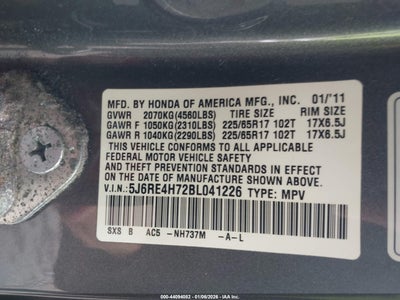 MFD. BY HONDA OF AMERICA MFG., INC. 01/'11
GVWR 2070KG(4560LBS) TIRE SIZE RIM SIZE
GAWR F 1050KG(2310LBS) 225/65R17 102T 17X6.5J
GAWR R 1040KG(2290LBS) 225/65R17 102T 17X6.5J
THIS VEHICLE CONFORMS TO ALL APPLICABLE
FEDERAL MOTOR VEHICLE SAFETY
AND THEFT PREVENTION STANDARDS IN EFFECT
ON THE DATE OF MANUFACTURE SHOWN ABOVE.
V.I.N.: 5J6RE4H72BL041226 TYPE: MPV
SXS B AC5 -NH737M -A-L
000-44094083 - 01/06/2026 - IAA Inc.